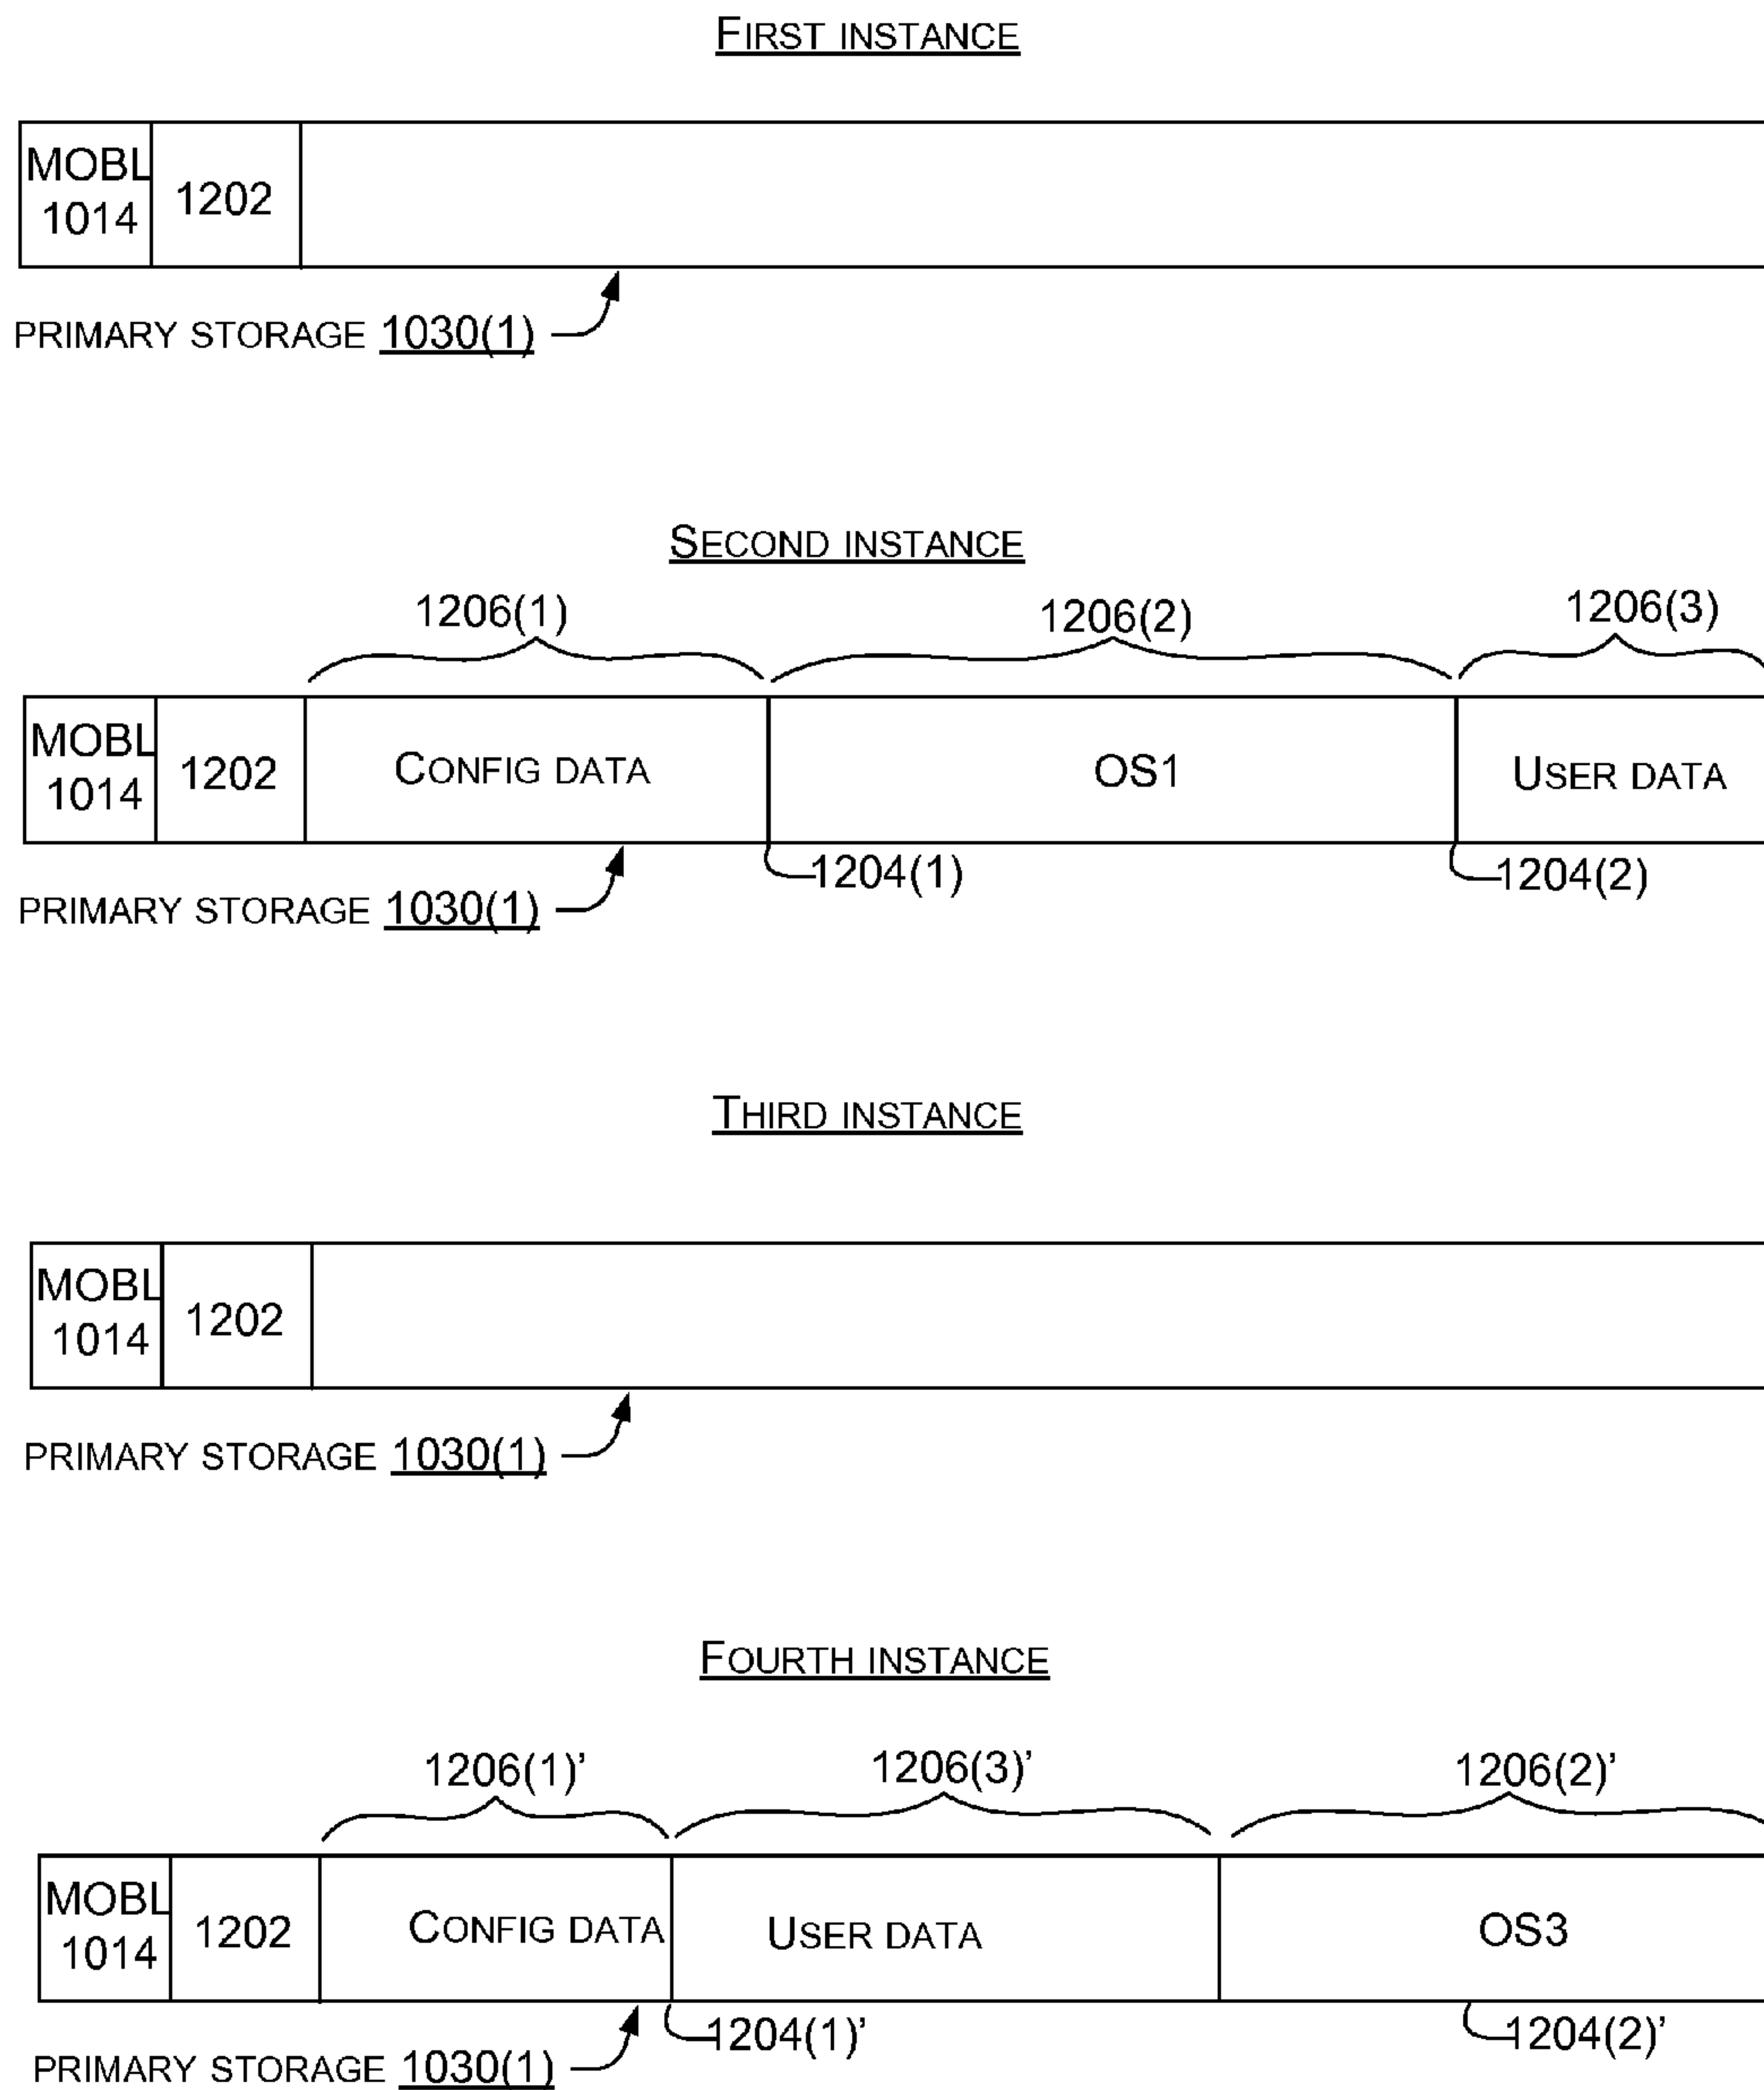 FIRST INSTANCE
MOBL
1014
1202
PRIMARY STORAGE 1030(1)
SECOND INSTANCE
1206(1)
1206(2)
1206(3)
MOBL
1014
1202
CONFIG DATA
OS1
USER DATA
1204(1)
1204(2)
PRIMARY STORAGE 1030(1)
THIRD INSTANCE
MOBL
1014
1202
PRIMARY STORAGE 1030(1)
FOURTH INSTANCE
1206(1)’
1206(3)’
1206(2)’
MOBL
1014
1202
CONFIG DATA
USER DATA
OS3
1204(1)’
1204(2)’
PRIMARY STORAGE 1030(1)